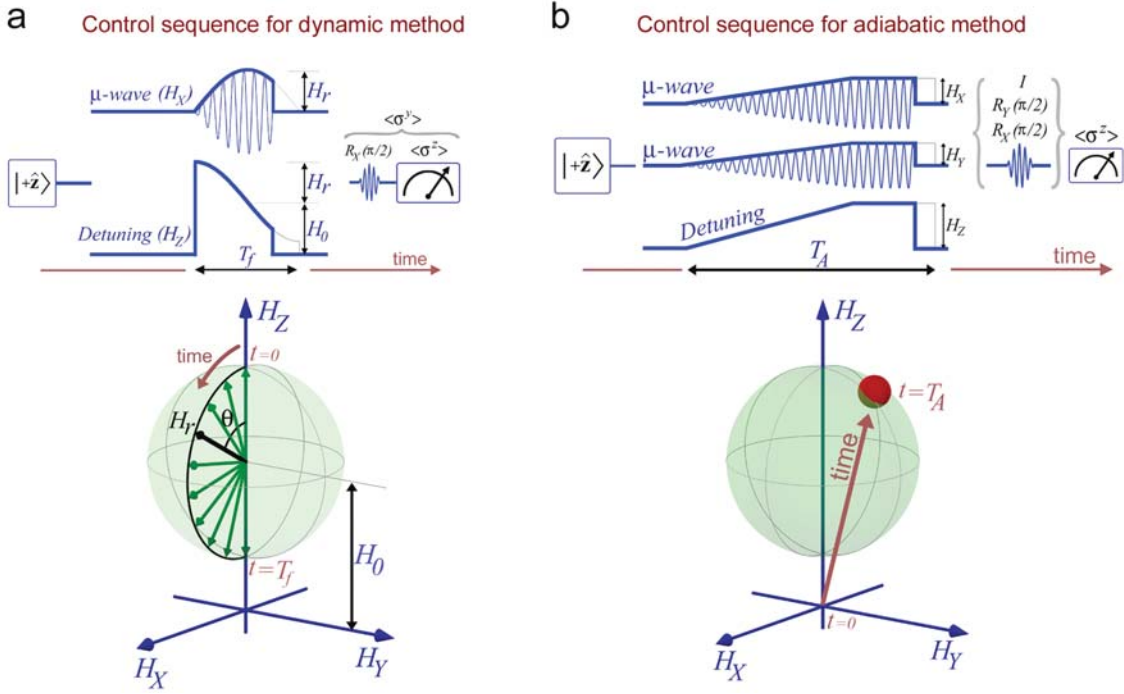 a
Control sequence for dynamic method
μ-wave (H_X)
H_r
<σ^y>
R_X(π/2)
<σ^z>
|+ẑ⟩
H_r
H_0
Detuning (H_Z)
T_f
time
H_Z
time
t=0
H_r
θ
t=T_f
H_0
H_X
H_Y
b
Control sequence for adiabatic method
μ-wave
H_X
I
R_Y(π/2)
R_X(π/2)
<σ^z>
|+ẑ⟩
μ-wave
H_Y
Detuning
H_Z
T_A
time
H_Z
t=T_A
time
t=0
H_X
H_Y